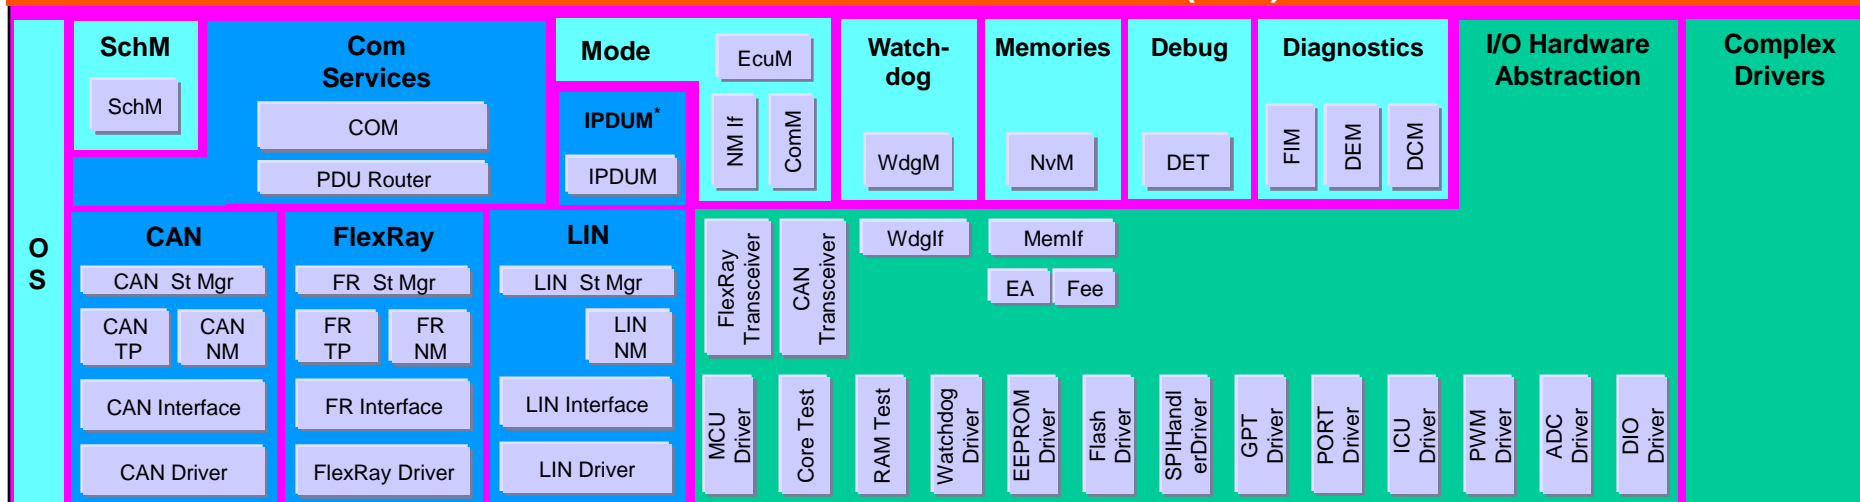 SchM
SchM
Com
Services
COM
PDU Router
Mode
EcuM
IPDUM*
IPDUM
NM If
ComM
Watch-
dog
WdgM
Memories
NvM
Debug
DET
Diagnostics
FIM
DEM
DCM
I/O Hardware
Abstraction
Complex
Drivers
O
S
CAN
CAN St Mgr
CAN
TP
CAN
NM
CAN Interface
CAN Driver
FlexRay
FR St Mgr
FR
TP
FR
NM
FR Interface
FlexRay Driver
LIN
LIN St Mgr
LIN
NM
LIN Interface
LIN Driver
FlexRay
Transceiver
CAN
Transceiver
WdgIf
MemIf
EA
Fee
MCU
Driver
Core Test
RAM Test
Watchdog
Driver
EEPROM
Driver
Flash
Driver
SPIHandl
erDriver
GPT
Driver
PORT
Driver
ICU
Driver
PWM
Driver
ADC
Driver
DIO
Driver